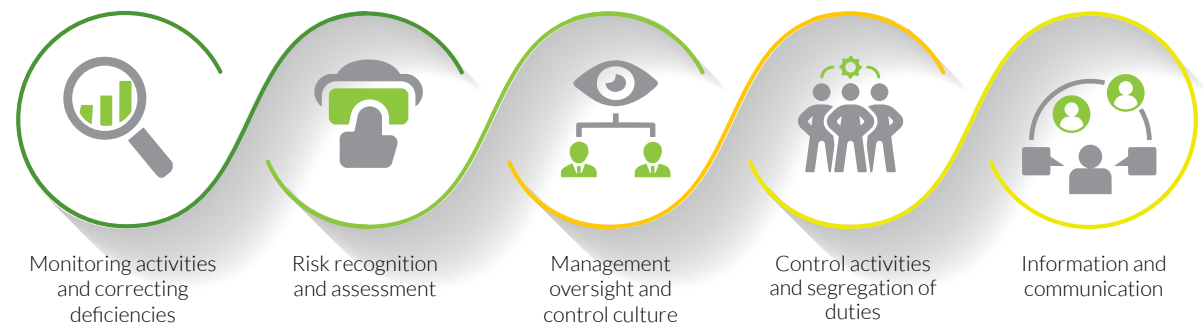 Monitoring activities
and correcting
deficiencies
Risk recognition
and assessment
Management
oversight and
control culture
Control activities
and segregation of
duties
Information and
communication